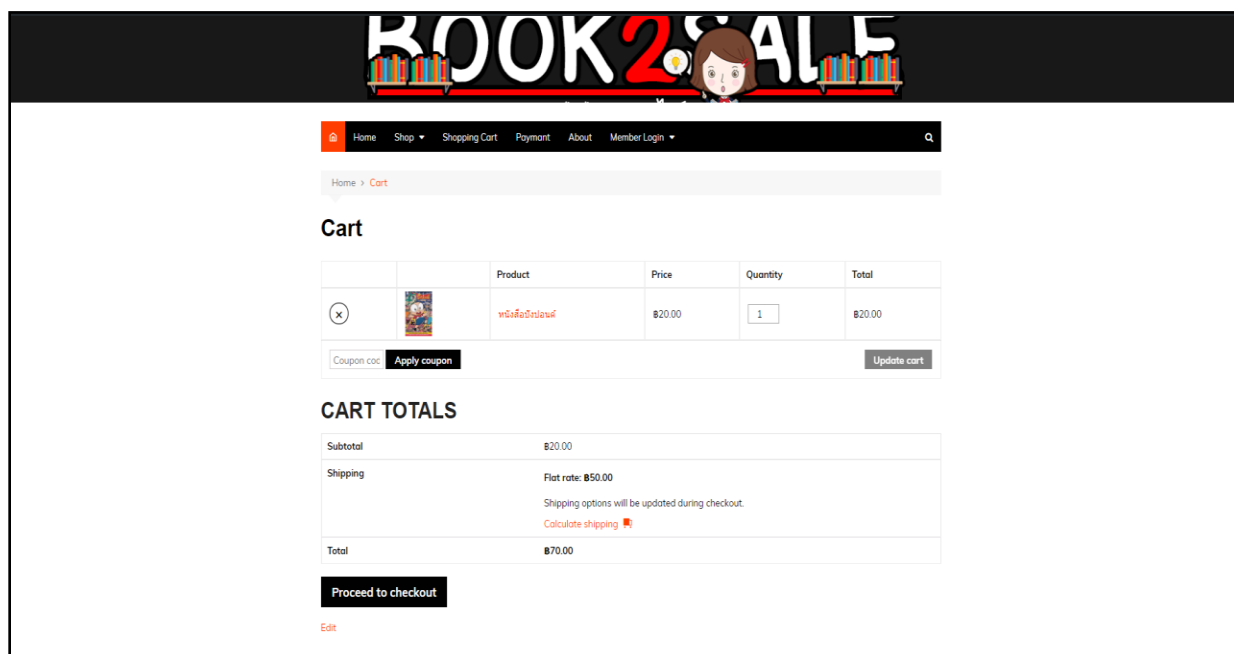 BOOK2SALE
Home Shop Shopping Cart Paymant About Member Login
Home > Cart
Cart
Product Price Quantity Total
x หนังสือปังปอนด์ ฿20.00 1 ฿20.00
Coupon coc Apply coupon Update cart
CART TOTALS
Subtotal ฿20.00
Shipping Flat rate: ฿50.00
Shipping options will be updated during checkout.
Calculate shipping
Total ฿70.00
Proceed to checkout
Edit